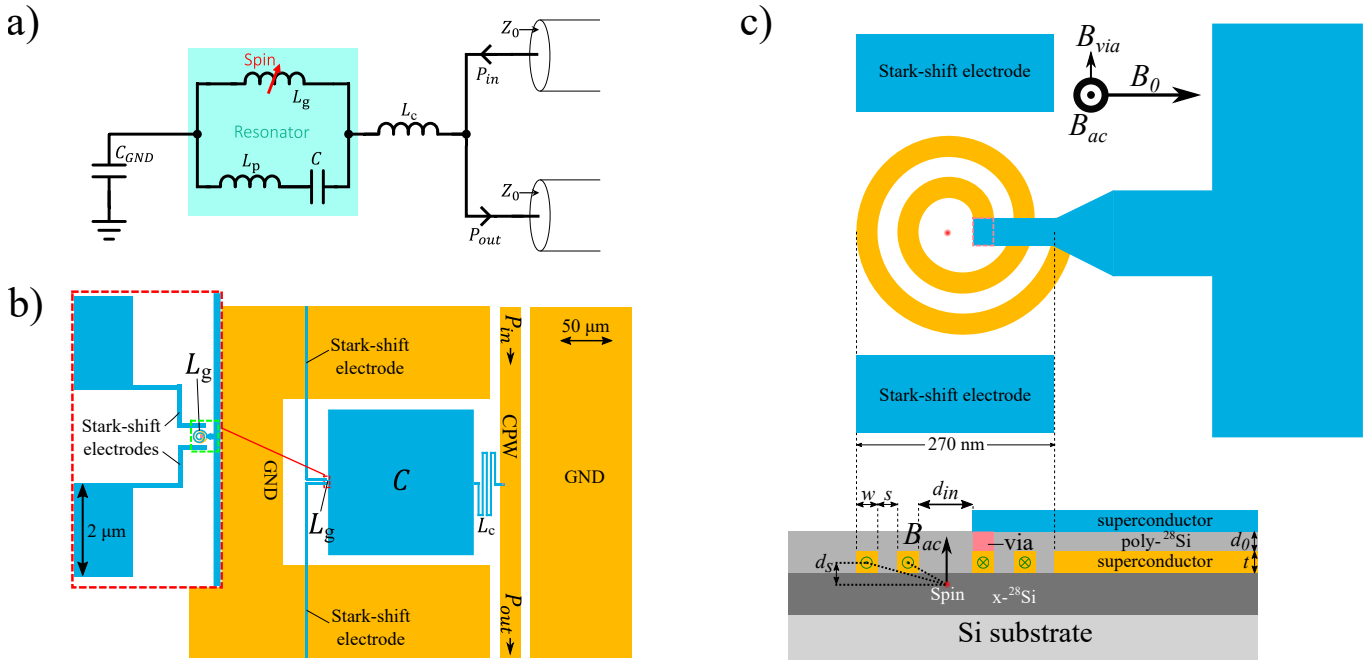 a)
Spin
L_g
Resonator
L_p
C
C_GND
L_c
Z_0
P_in
Z_0
P_out
b)
L_g
Stark-shift
electrodes
2 μm
Stark-shift
electrode
GND
L_g
C
L_c
P_in
CPW
P_out
50 μm
GND
Stark-shift
electrode
c)
Stark-shift electrode
B_via
B_0
B_ac
Stark-shift electrode
270 nm
w
s
d_in
B_ac
d_s
Spin
via
superconductor
poly-²⁸Si
d_0
superconductor
t
x-²⁸Si
Si substrate